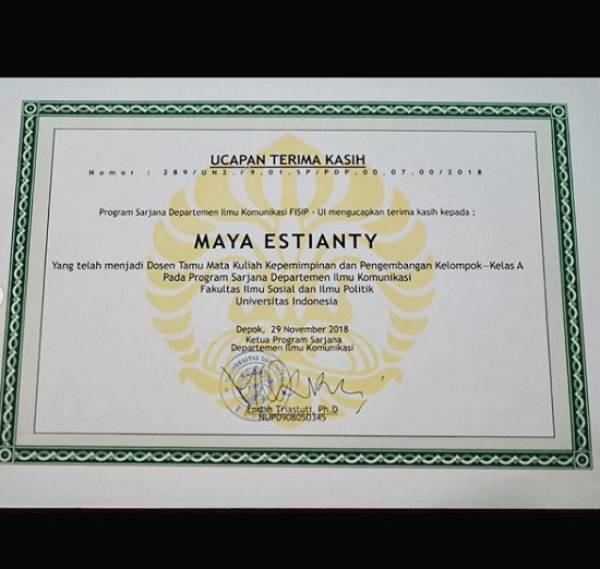 UCAPAN TERIMA KASIH
Nomor : 289/UN2./9.01.SP/PDP.00.07.00/2018
Program Sarjana Departemen Ilmu Komunikasi FISIP - UI mengucapkan terima kasih kepada :
MAYA ESTIANTY
Yang telah menjadi Dosen Tamu Mata Kuliah Kepemimpinan dan Pengembangan Kelompok—Kelas A
Pada Program Sarjana Departemen Ilmu Komunikasi
Fakultas Ilmu Sosial dan Ilmu Politik
Universitas Indonesia
Depok, 29 November 2018
Ketua Program Sarjana
Departemen Ilmu Komunikasi
Endah Triastuti, Ph.D
NUP0908050345